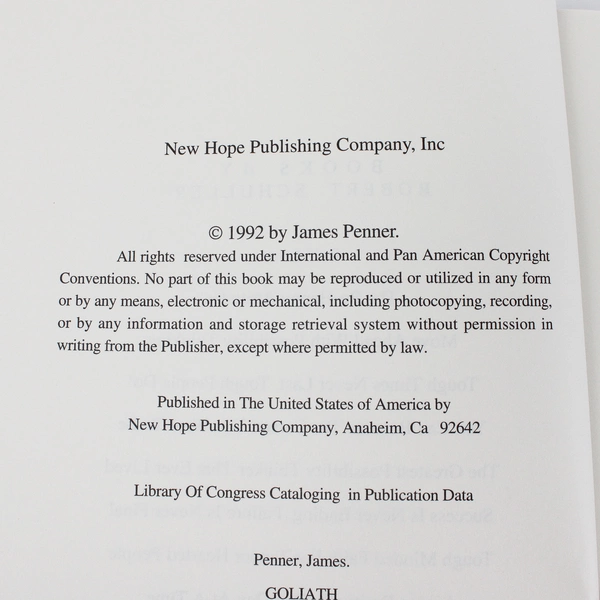 New Hope Publishing Company, Inc
© 1992 by James Penner.
All rights reserved under International and Pan American Copyright
Conventions. No part of this book may be reproduced or utilized in any form
or by any means, electronic or mechanical, including photocopying, recording,
or by any information and storage retrieval system without permission in
writing from the Publisher, except where permitted by law.
Published in The United States of America by
New Hope Publishing Company, Anaheim, Ca 92642
Library Of Congress Cataloging in Publication Data
Penner, James.
GOLIATH